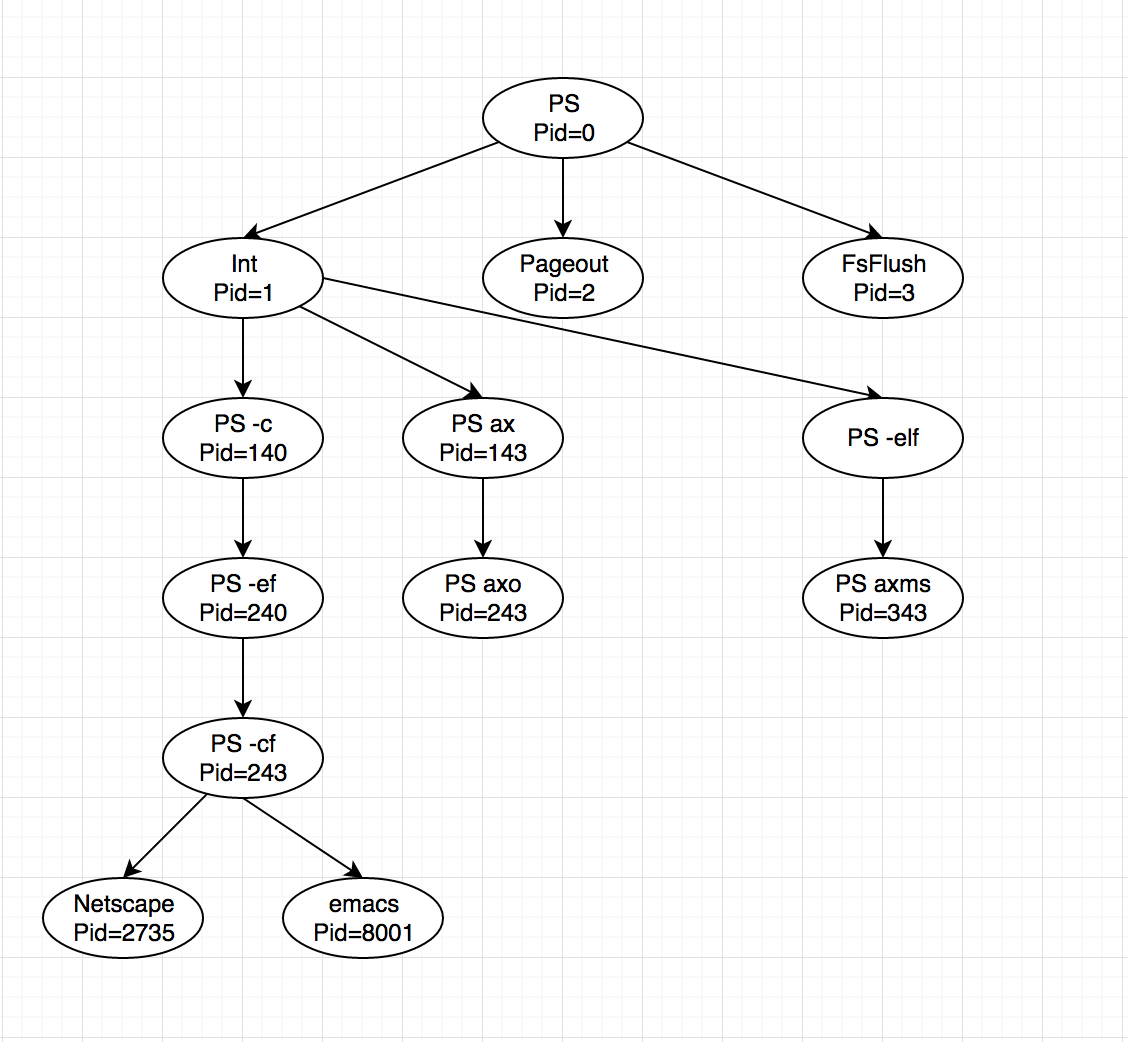 PS
Pid=0
Int
Pid=1
Pageout
Pid=2
FsFlush
Pid=3
PS -c
Pid=140
PS ax
Pid=143
PS -elf
PS -ef
Pid=240
PS axo
Pid=243
PS axms
Pid=343
PS -cf
Pid=243
Netscape
Pid=2735
emacs
Pid=8001